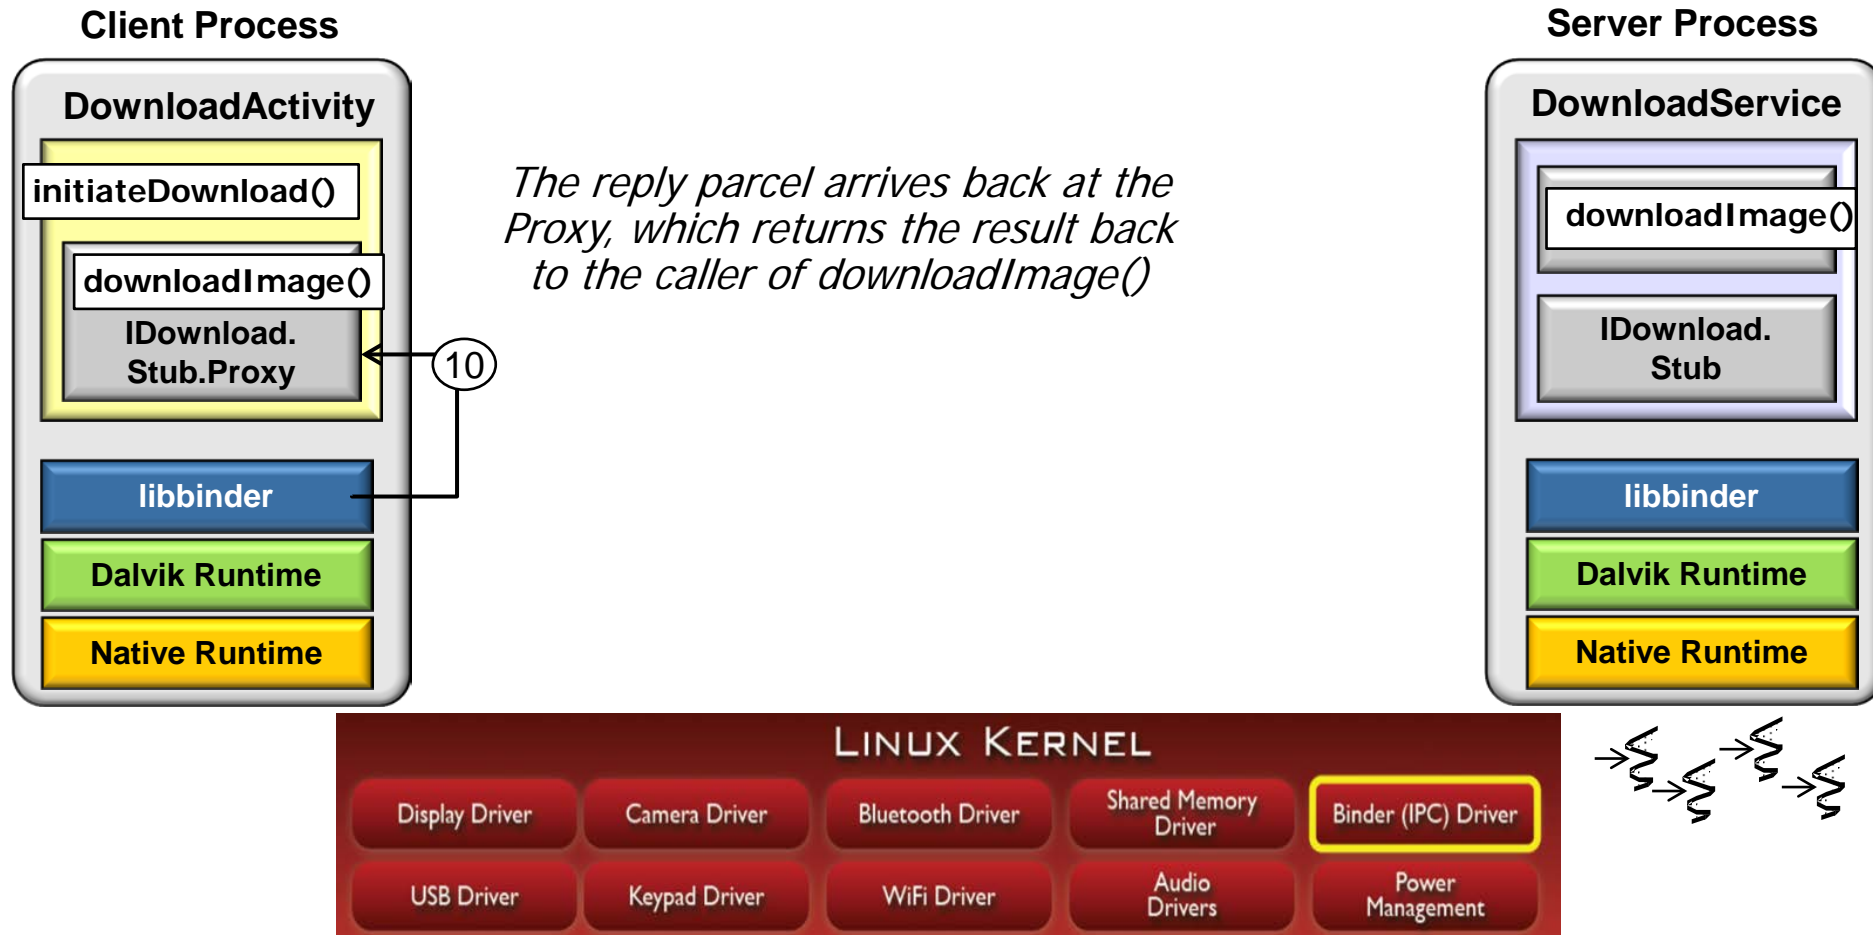 Client Process
Server Process
DownloadActivity
initiateDownload()
downloadImage()
IDownload.
Stub.Proxy
libbinder
Dalvik Runtime
Native Runtime
The reply parcel arrives back at the
Proxy, which returns the result back
to the caller of downloadImage()
10
DownloadService
downloadImage()
IDownload.
Stub
libbinder
Dalvik Runtime
Native Runtime
LINUX KERNEL
Display Driver
Camera Driver
Bluetooth Driver
Shared Memory
Driver
Binder (IPC) Driver
USB Driver
Keypad Driver
WiFi Driver
Audio
Drivers
Power
Management